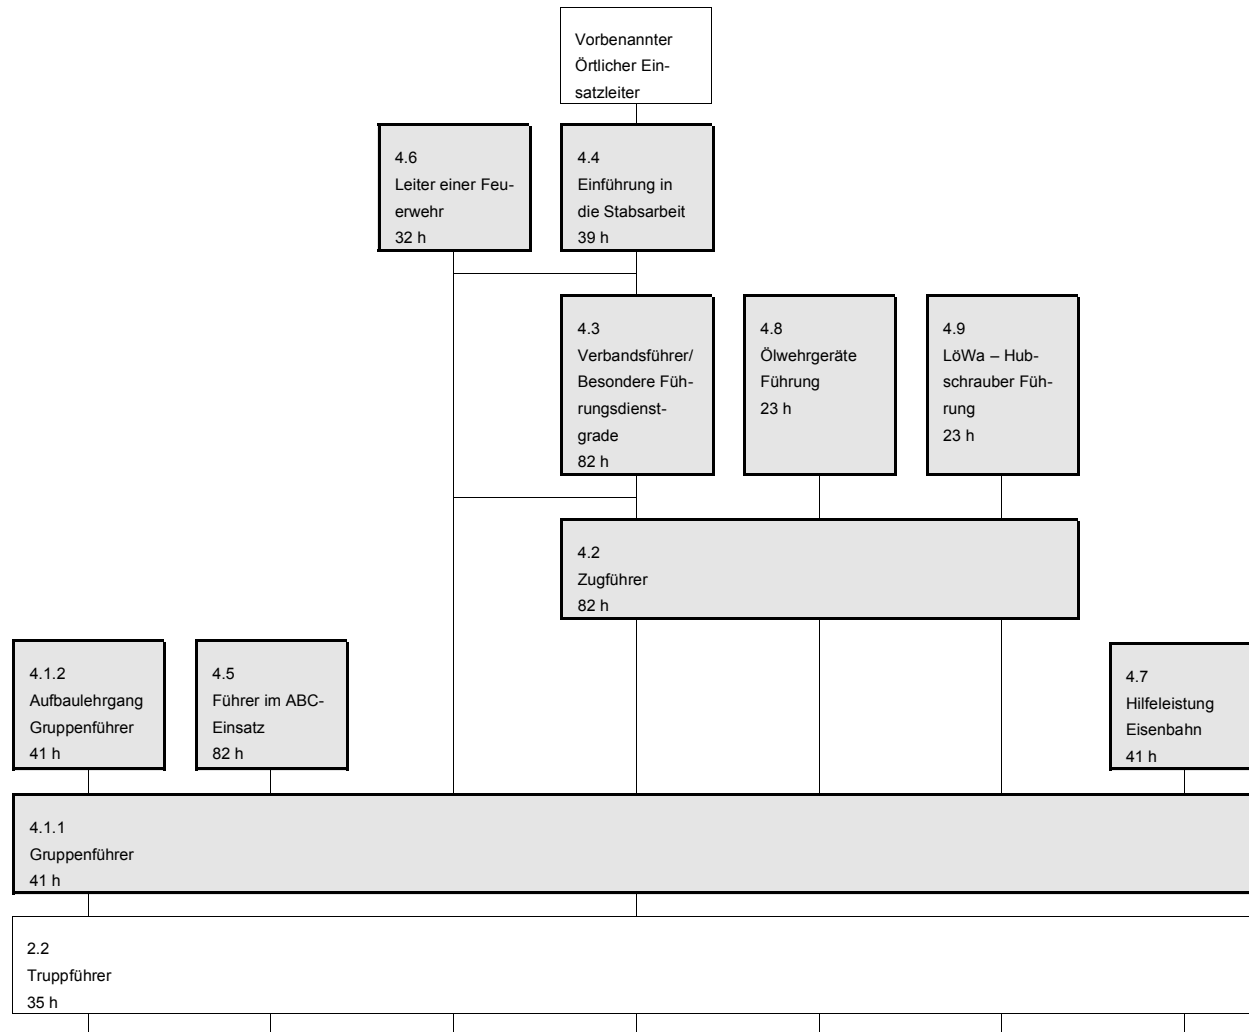 Vorbenannter
Örtlicher Ein-
satzleiter
4.6
Leiter einer Feu-
erwehr
32 h
4.4
Einführung in
die Stabsarbeit
39 h
4.3
Verbandsführer/
Besondere Füh-
rungsdienst-
grade
82 h
4.8
Ölwehrgeräte
Führung
23 h
4.9
LöWa – Hub-
schrauber Füh-
rung
23 h
4.2
Zugführer
82 h
4.1.2
Aufbaulehrgang
Gruppenführer
41 h
4.5
Führer im ABC-
Einsatz
82 h
4.7
Hilfeleistung
Eisenbahn
41 h
4.1.1
Gruppenführer
41 h
2.2
Truppführer
35 h